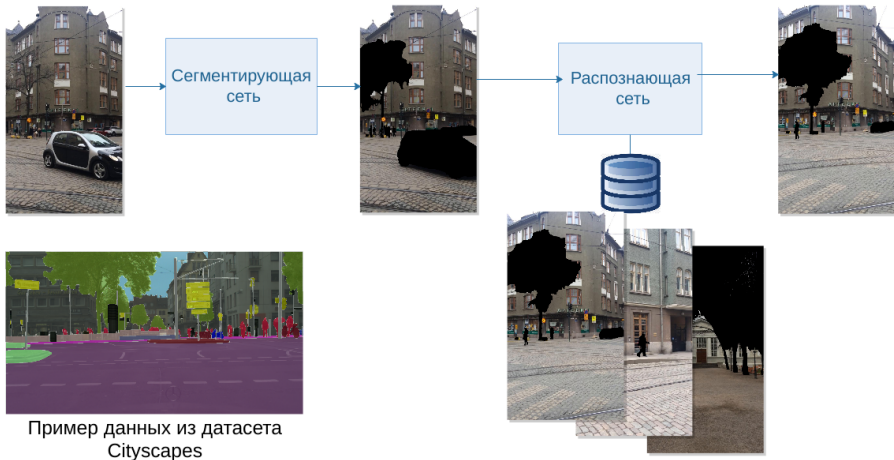 Сегментирующая
сеть
Распознающая
сеть
Пример данных из датасета
Cityscapes